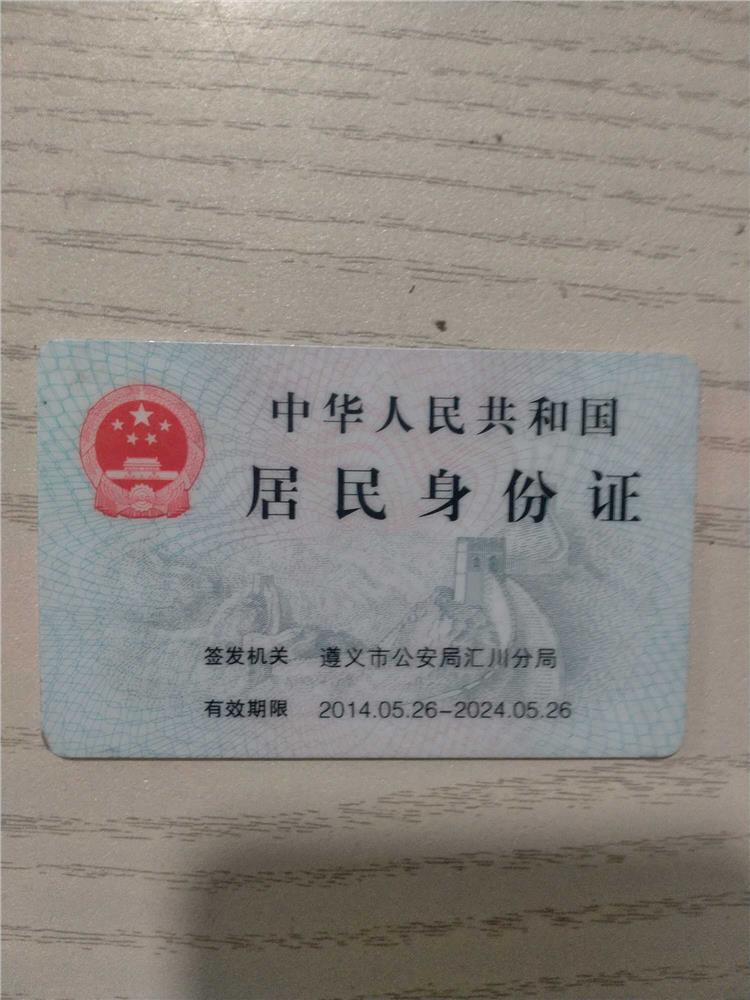 中华人民共和国
居民身份证
签发机关 遵义市公安局汇川分局
有效期限 2014.05.26-2024.05.26